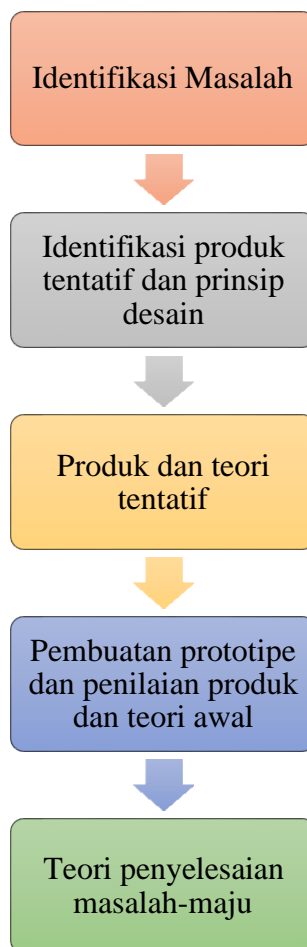 Identifikasi Masalah
Identifikasi produk
tentatif dan prinsip
desain
Produk dan teori
tentatif
Pembuatan prototipe
dan penilaian produk
dan teori awal
Teori penyelesaian
masalah-maju